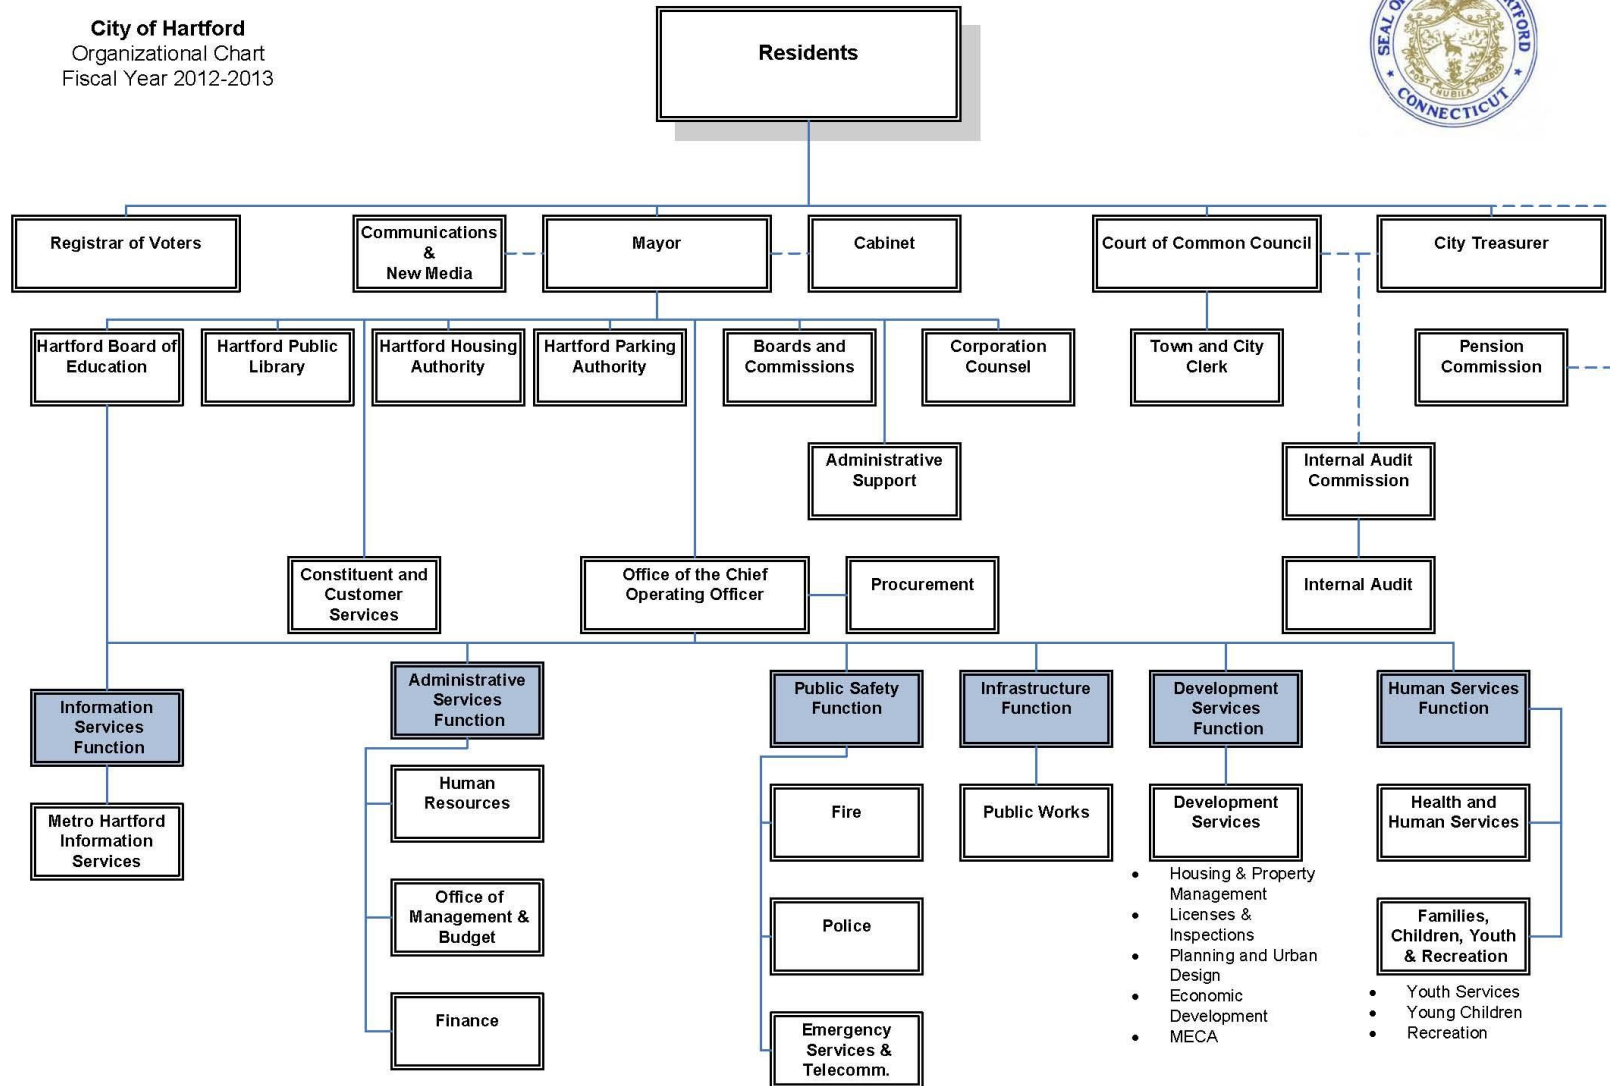 City of Hartford
Organizational Chart
Fiscal Year 2012-2013
Residents
SEAL OF
RTFORD
POST NUBILA
CONNECTICUT
Registrar of Voters
Communications
&
New Media
Mayor
Cabinet
Court of Common Council
City Treasurer
Hartford Board of
Education
Hartford Public
Library
Hartford Housing
Authority
Hartford Parking
Authority
Boards and
Commissions
Corporation
Counsel
Town and City
Clerk
Pension
Commission
Administrative
Support
Internal Audit
Commission
Constituent and
Customer
Services
Office of the Chief
Operating Officer
Procurement
Internal Audit
Information
Services
Function
Administrative
Services
Function
Public Safety
Function
Infrastructure
Function
Development
Services
Function
Human Services
Function
Metro Hartford
Information
Services
Human
Resources
Office of
Management &
Budget
Finance
Fire
Police
Emergency
Services &
Telecomm.
Public Works
Development
Services
• Housing & Property
Management
• Licenses &
Inspections
• Planning and Urban
Design
• Economic
Development
• MECA
Health and
Human Services
Families,
Children, Youth
& Recreation
• Youth Services
• Young Children
• Recreation